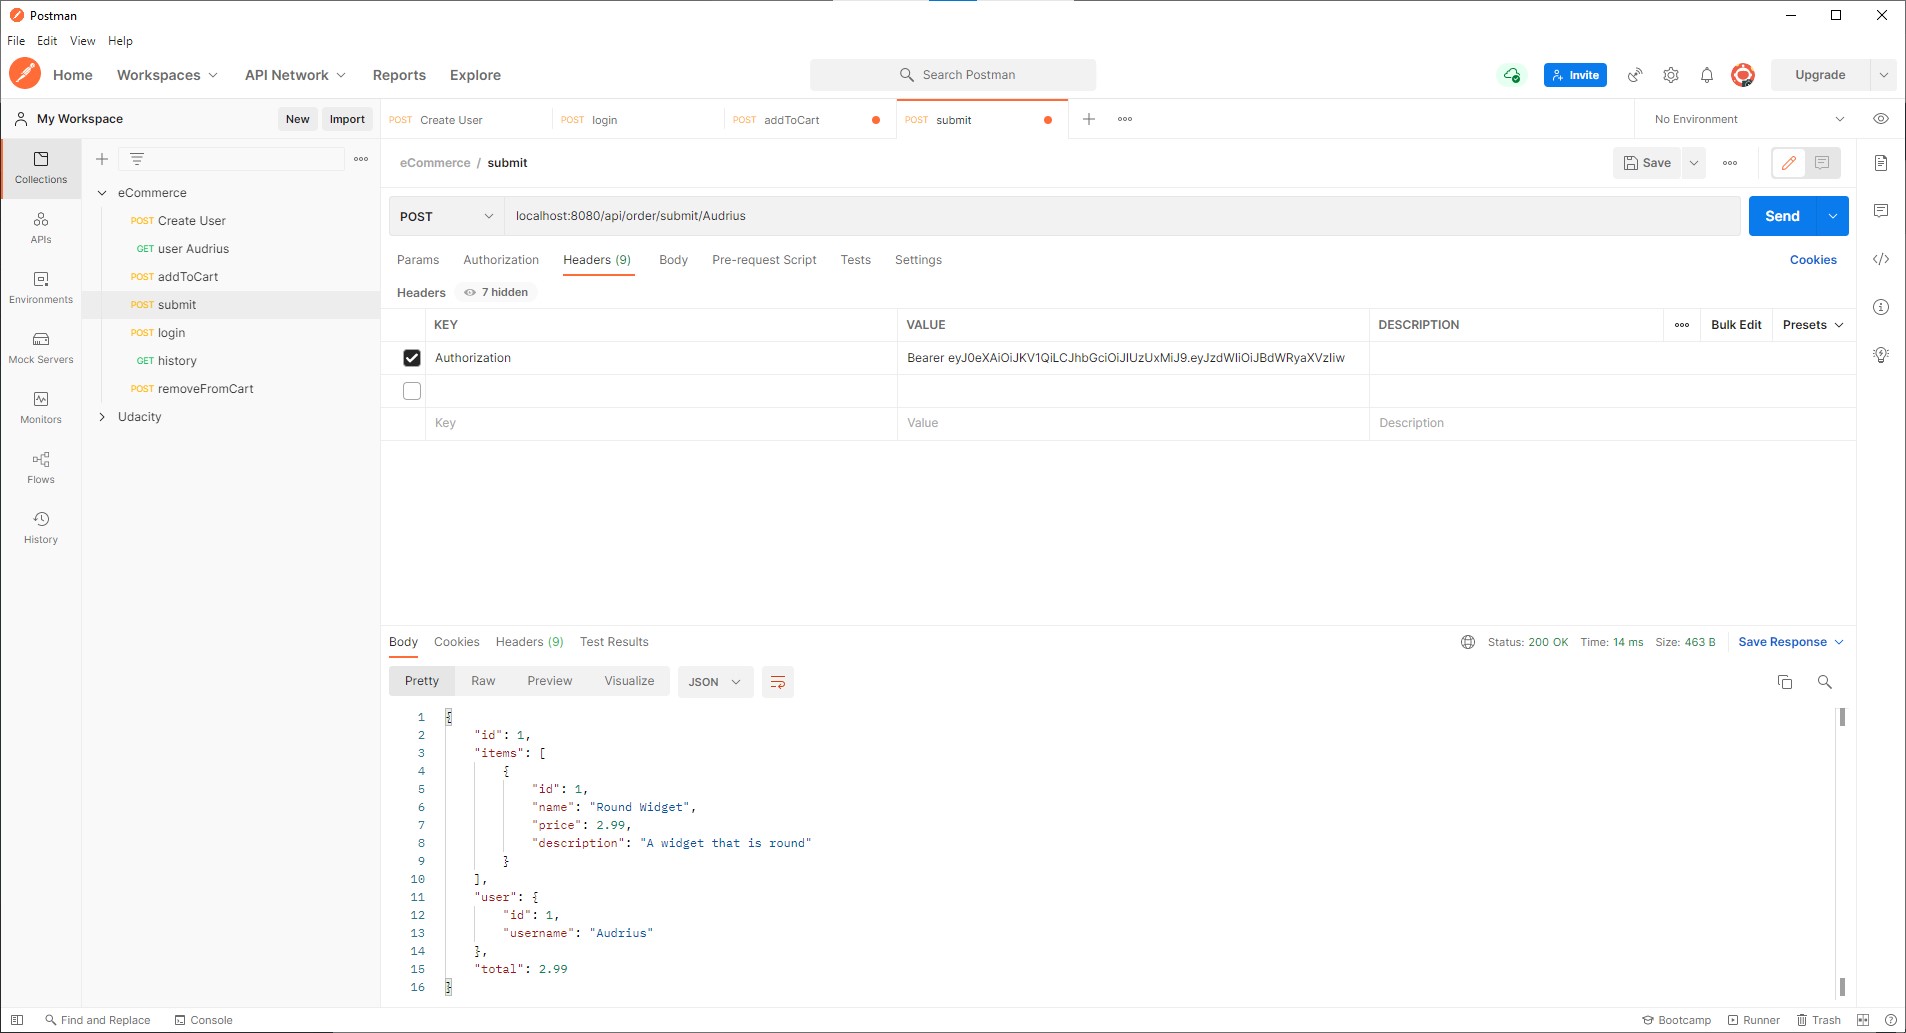 Postman
File Edit View Help
Home Workspaces API Network Reports Explore Search Postman Invite Upgrade
My Workspace New Import
POST Create User POST login POST addToCart POST submit No Environment
Collections
APIs
Environments
Mock Servers
Monitors
Flows
History
eCommerce
POST Create User
GET user Audrius
POST addToCart
POST submit
POST login
GET history
POST removeFromCart
Udacity
eCommerce / submit Save
POST localhost:8080/api/order/submit/Audrius Send
Params Authorization Headers (9) Body Pre-request Script Tests Settings Cookies
Headers 7 hidden
KEY VALUE DESCRIPTION Bulk Edit Presets
Authorization Bearer eyJ0eXAiOiJKV1QiLCJhbGciOiJIUzUxMiJ9.eyJzdWIiOiJBdWRyaXVzIiw
Key Value Description
Body Cookies Headers (9) Test Results Status: 200 OK Time: 14 ms Size: 463 B Save Response
Pretty Raw Preview Visualize JSON
1 {
2 "id": 1,
3 "items": [
4 {
5 "id": 1,
6 "name": "Round Widget",
7 "price": 2.99,
8 "description": "A widget that is round"
9 }
10 ],
11 "user": {
12 "id": 1,
13 "username": "Audrius"
14 },
15 "total": 2.99
16 }
Find and Replace Console Bootcamp Runner Trash